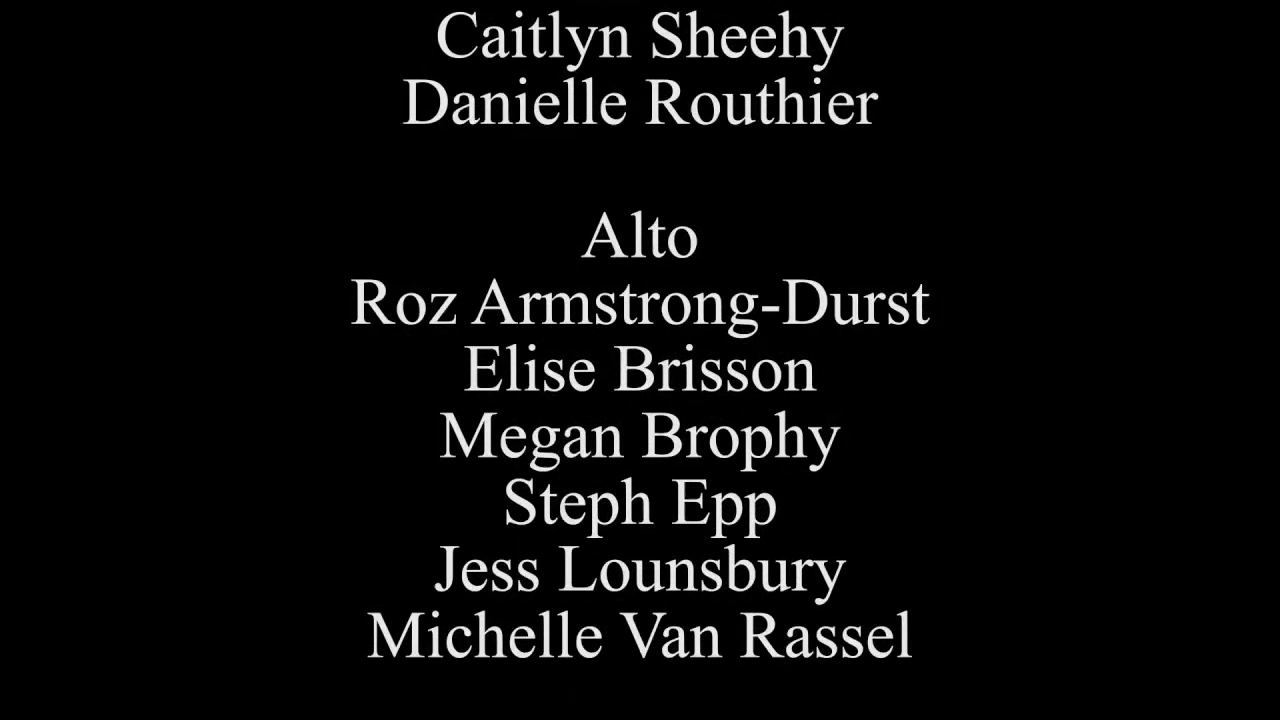 Caitlyn Sheehy
Danielle Routhier
Alto
Roz Armstrong-Durst
Elise Brisson
Megan Brophy
Steph Epp
Jess Lounsbury
Michelle Van Rassel